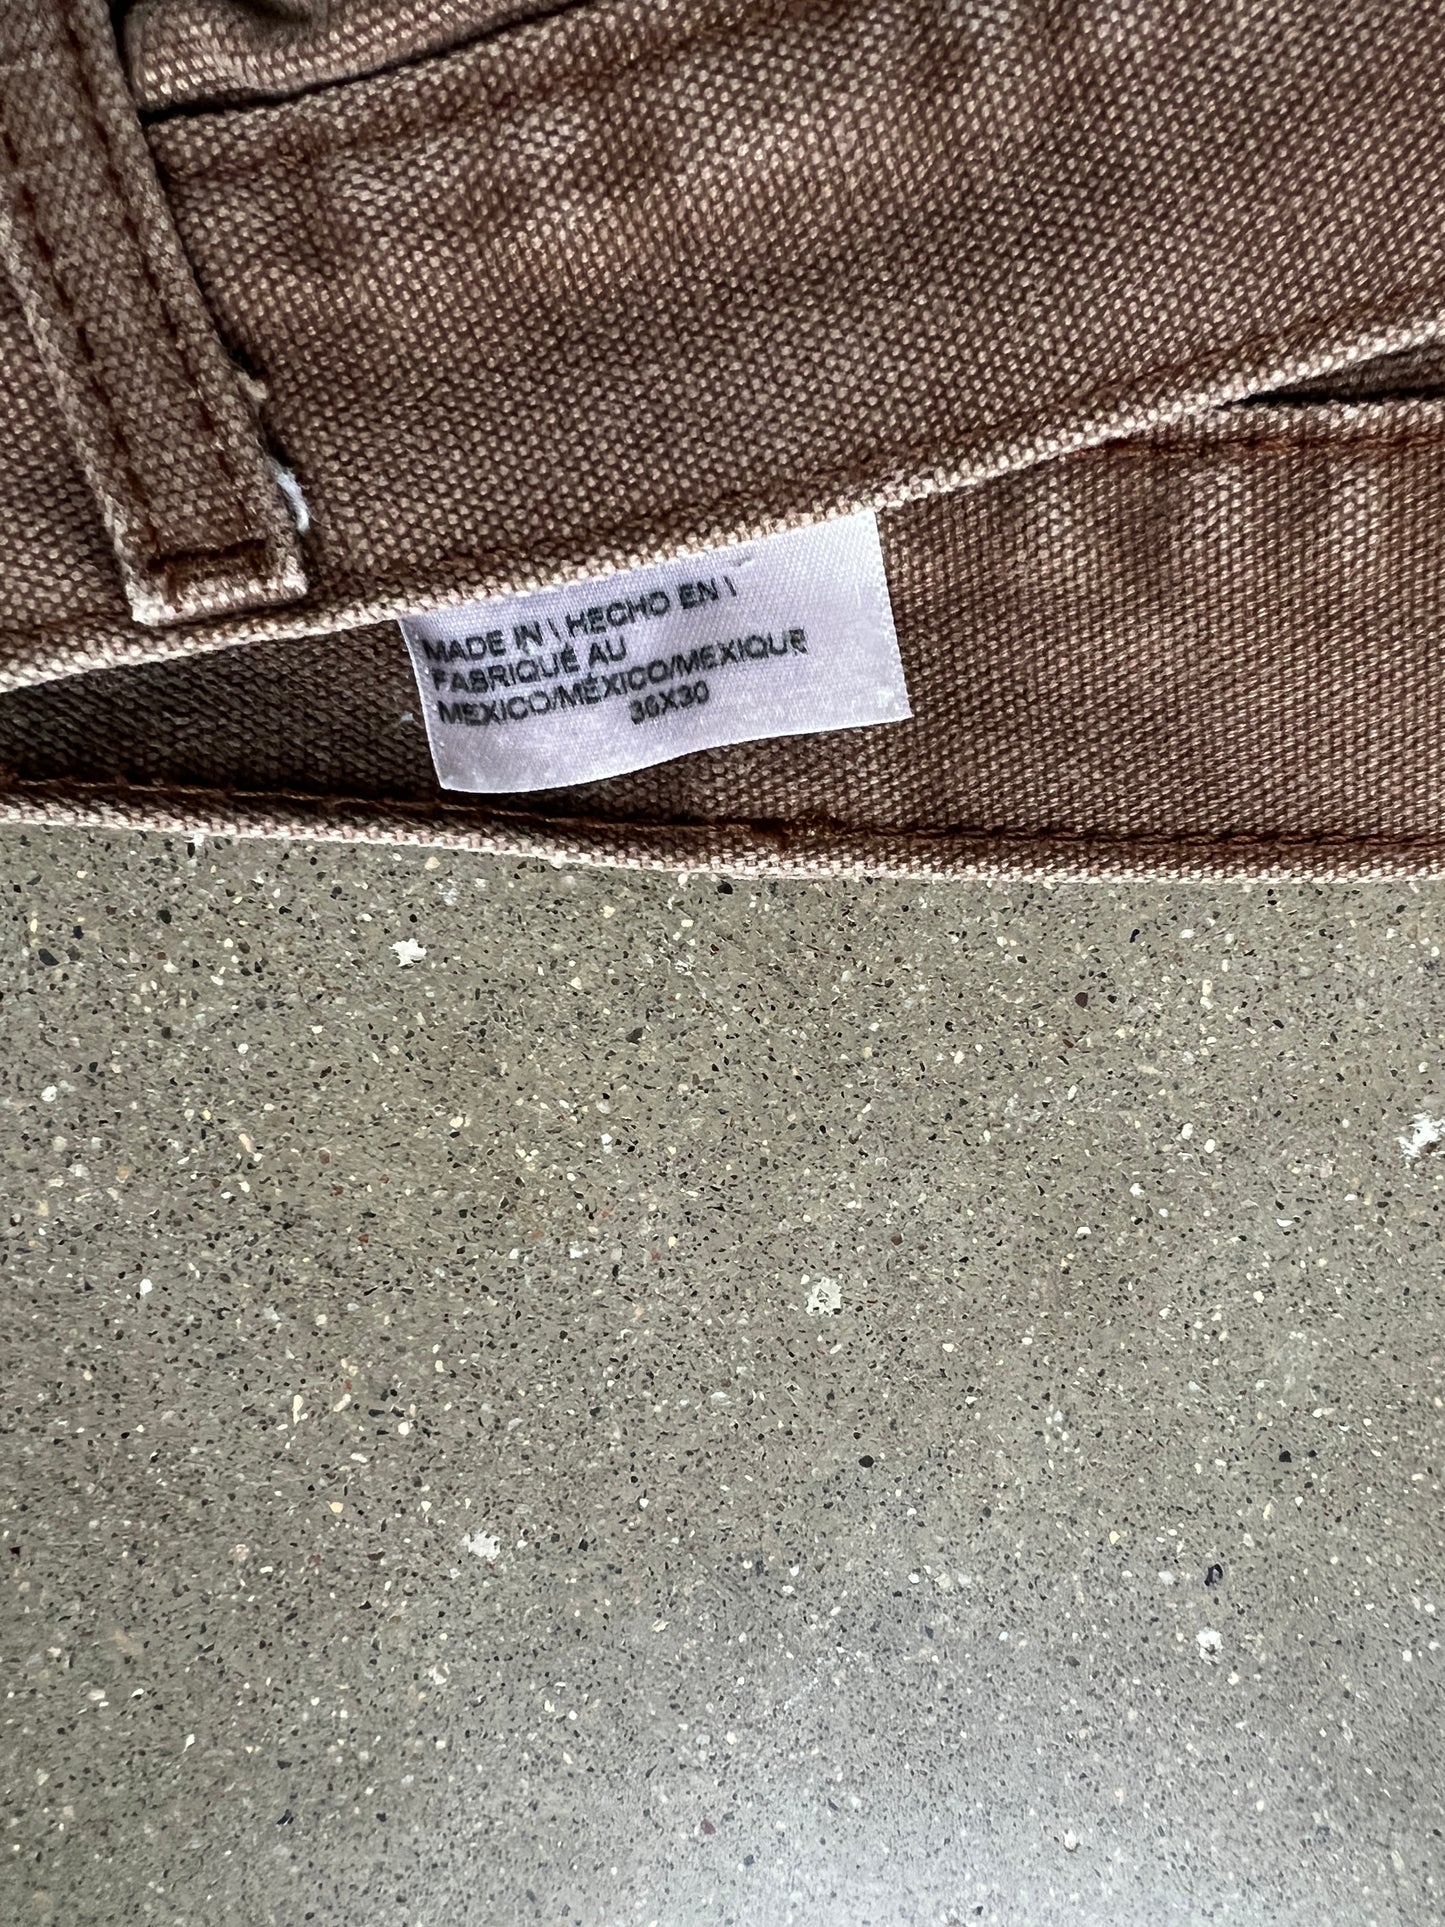 MADE IN \ HECHO EN \
FABRIQUÉ AU
MEXICO/MÉXICO/MEXIQUE
36X30